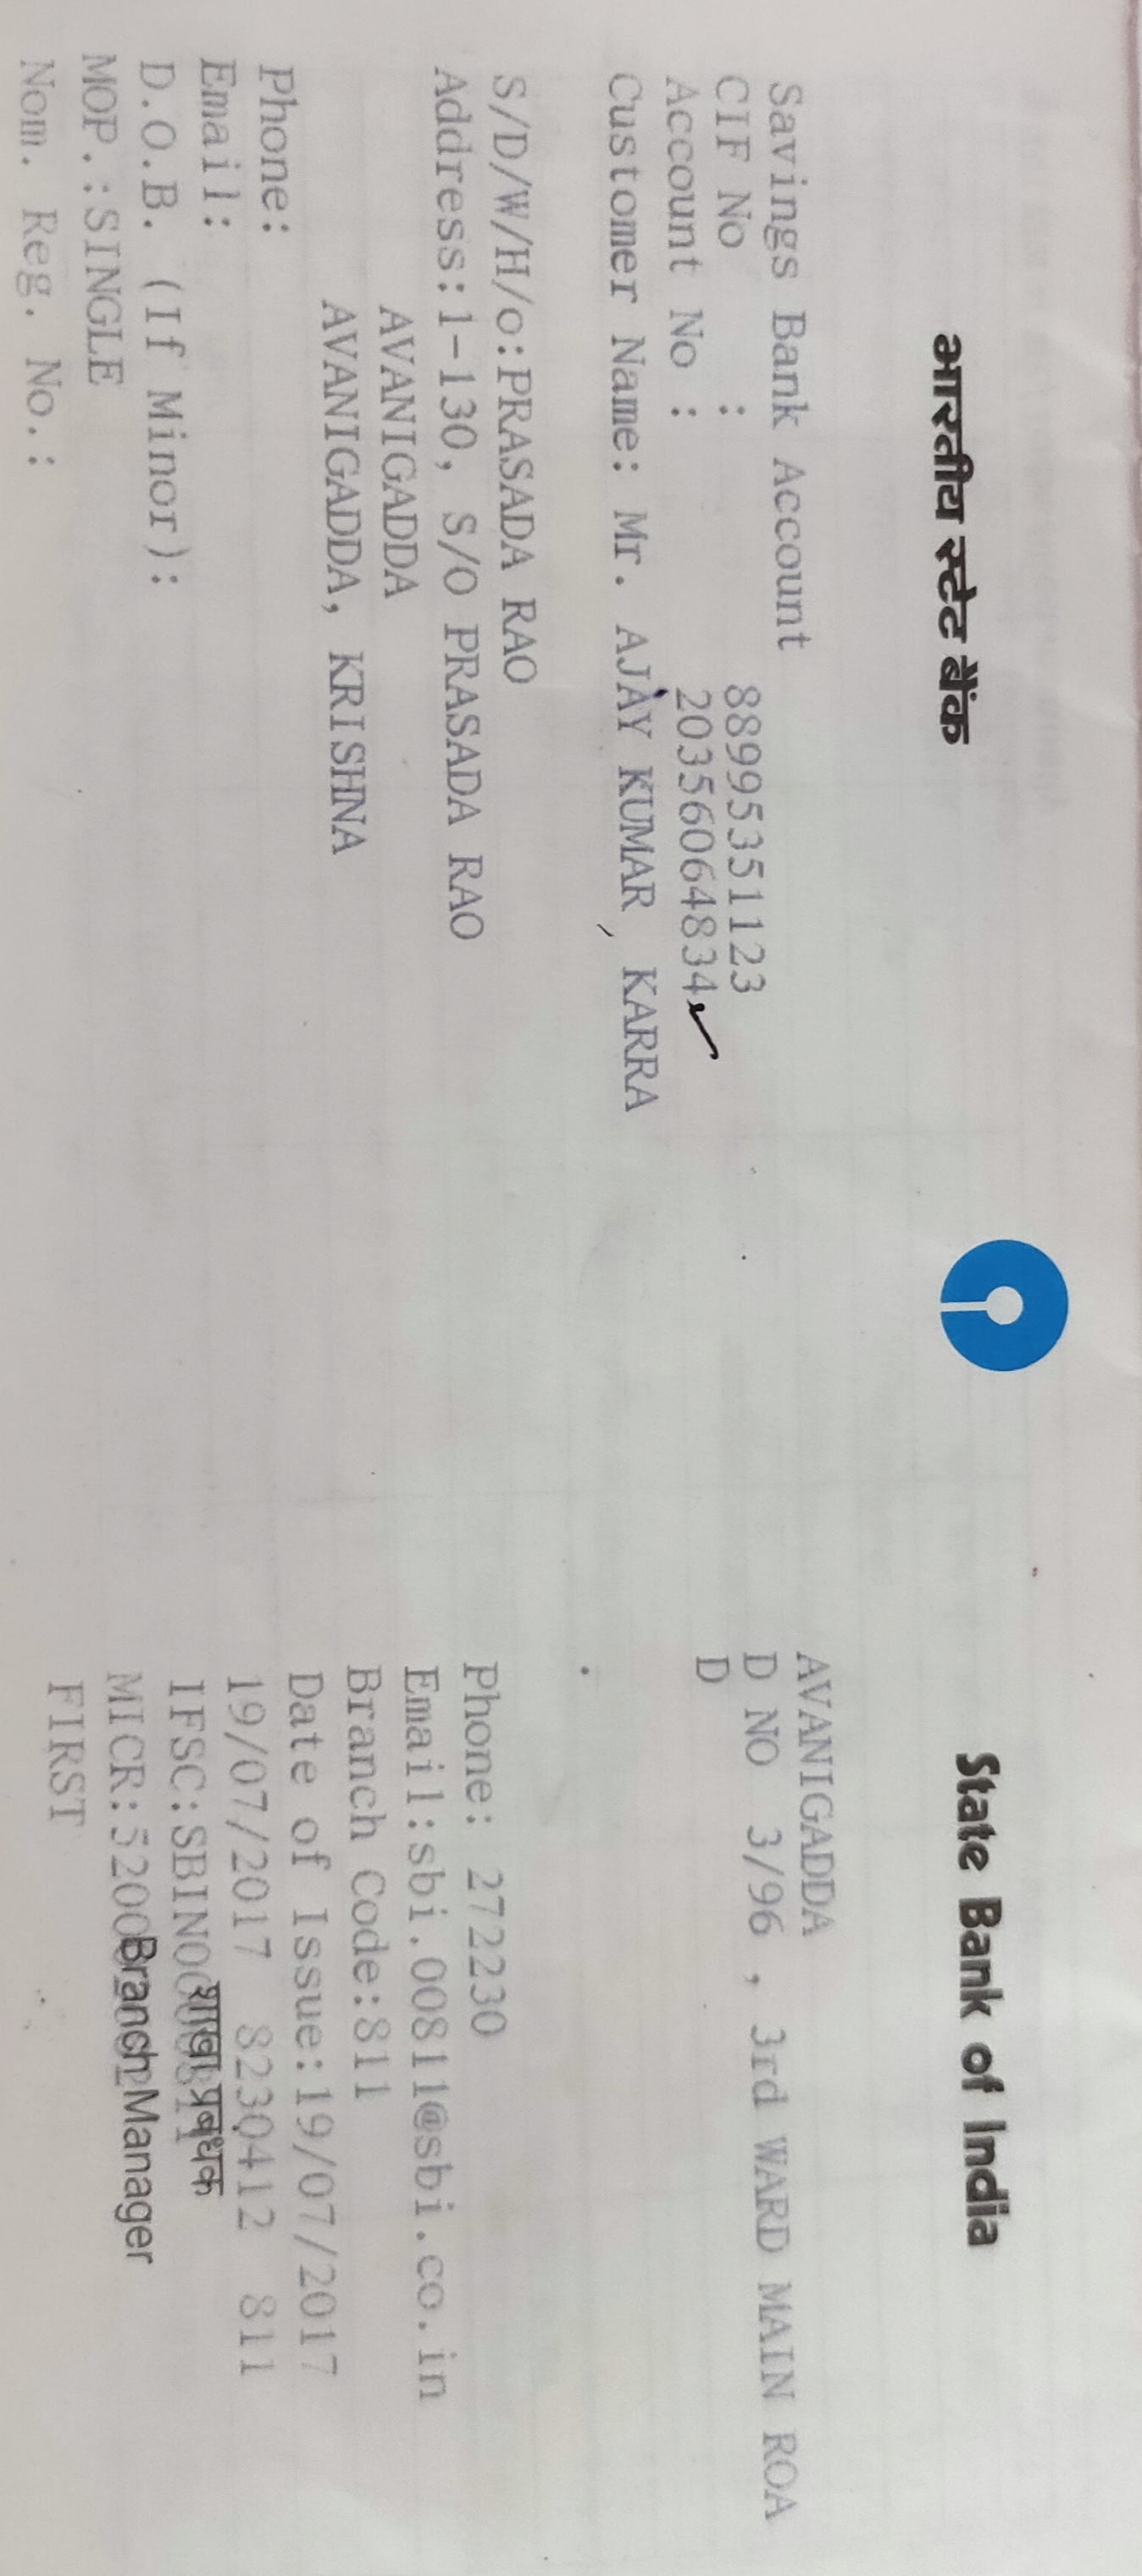 भारतीय स्टेट बैंक
State Bank of India
Savings Bank Account
CIF No : 88995351123
Account No : 20356064834
Customer Name: Mr. AJAY KUMAR , KARRA
S/D/W/H/o:PRASADA RAO
Address:1-130, S/O PRASADA RAO
AVANIGADDA
AVANIGADDA, KRISHNA
Phone:
Email:
D.O.B. (If Minor):
MOP.:SINGLE
Nom. Reg. No.:
AVANIGADDA
D NO 3/96 , 3rd WARD MAIN ROA
D
Phone: 272230
Email:sbi.00811@sbi.co.in
Branch Code:811
Date of Issue:19/07/2017
19/07/2017 8230412 811
IFSC:
शाखा प्रबंधक
MICR:
Branch Manager
FIRST